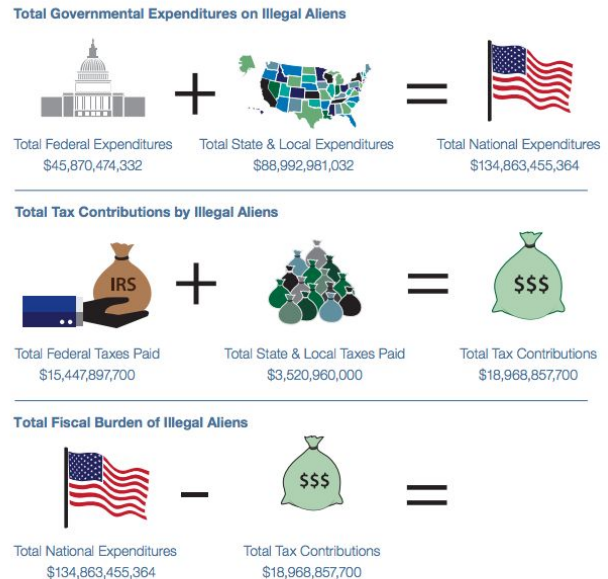 Total Governmental Expenditures on Illegal Aliens
Total Federal Expenditures
$45,870,474,332
Total State & Local Expenditures
$88,992,981,032
Total National Expenditures
$134,863,455,364
Total Tax Contributions by Illegal Aliens
IRS
$$$
Total Federal Taxes Paid
$15,447,897,700
Total State & Local Taxes Paid
$3,520,960,000
Total Tax Contributions
$18,968,857,700
Total Fiscal Burden of Illegal Aliens
$$$
Total National Expenditures
$134,863,455,364
Total Tax Contributions
$18,968,857,700